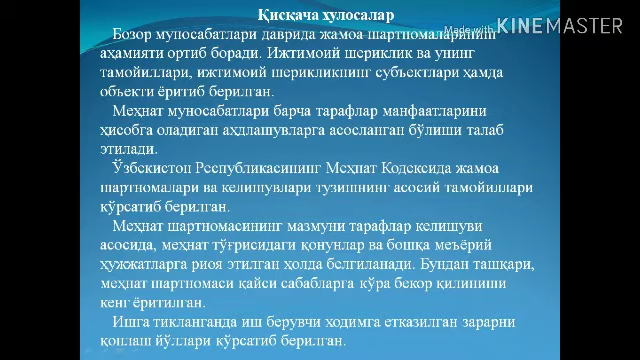 Қисқача хулосалар
Made with KINEMASTER
Бозор муносабатлари даврида жамоа шартномаларининг
аҳамияти ортиб боради. Ижтимоий шериклик ва унинг
тамойиллари, ижтимоий шерикликнинг субъектлари ҳамда
объекти ёритиб берилган.
Меҳнат муносабатлари барча тарафлар манфаатларини
ҳисобга оладиган аҳдлашувларга асосланган бўлиши талаб
этилади.
Ўзбекистон Республикасининг Меҳнат Кодексида жамоа
шартномалари ва келишувлари тузишнинг асосий тамойиллари
кўрсатиб берилган.
Меҳнат шартномасининг мазмуни тарафлар келишуви
асосида, меҳнат тўғрисидаги қонунлар ва бошқа меъёрий
ҳужжатларга риоя этилган ҳолда белгиланади. Бундан ташқари,
меҳнат шартномаси қайси сабабларга кўра бекор қилиниши
кенг ёритилган.
Ишга тикланганда иш берувчи ходимга етказилган зарарни
қоплаш йўллари кўрсатиб берилган.